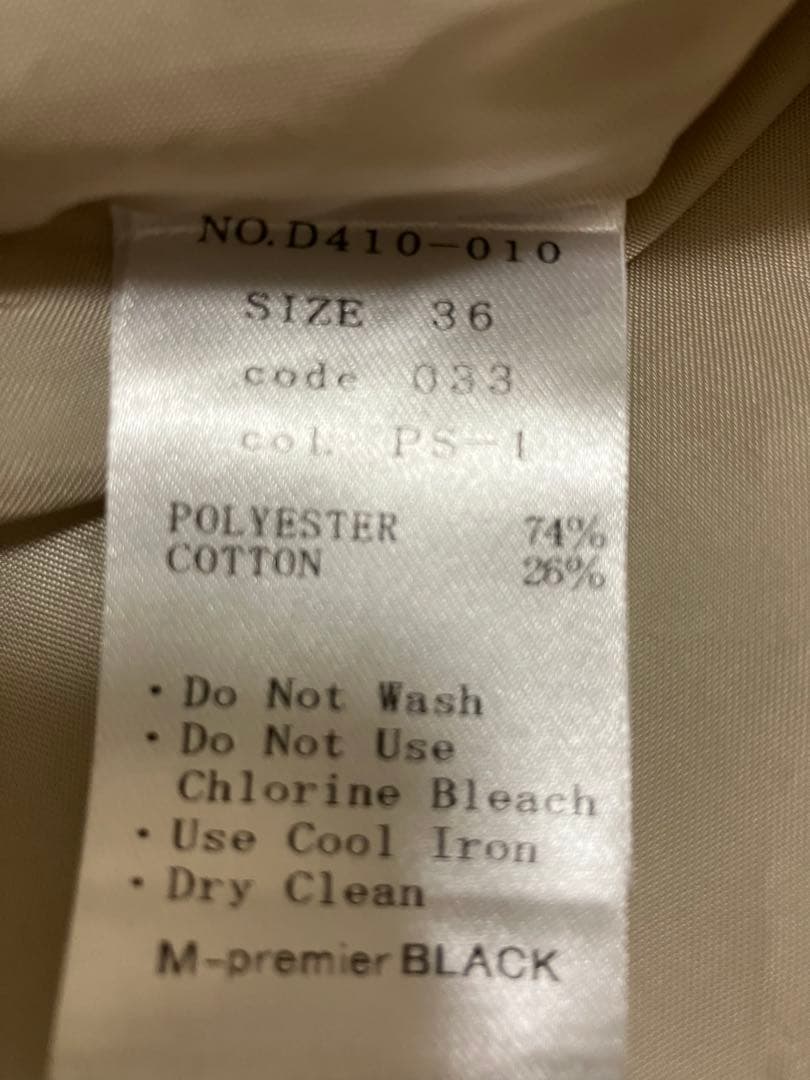 NO. D410-010
SIZE 36
code 033
col. PS-1
POLYESTER 74%
COTTON 26%
・Do Not Wash
・Do Not Use
Chlorine Bleach
・Use Cool Iron
・Dry Clean
M-premier BLACK